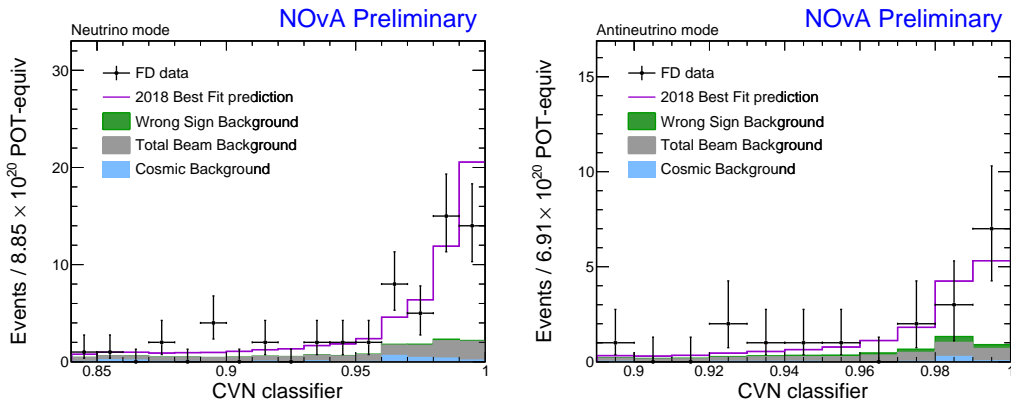 NOvA Preliminary
Neutrino mode
Events / 8.85 × 10²⁰ POT-equiv
30
20
10
0
FD data
2018 Best Fit prediction
Wrong Sign Background
Total Beam Background
Cosmic Background
0.85
0.9
0.95
1
CVN classifier
NOvA Preliminary
Antineutrino mode
Events / 6.91 × 10²⁰ POT-equiv
15
10
5
0
FD data
2018 Best Fit prediction
Wrong Sign Background
Total Beam Background
Cosmic Background
0.9
0.92
0.94
0.96
0.98
1
CVN classifier